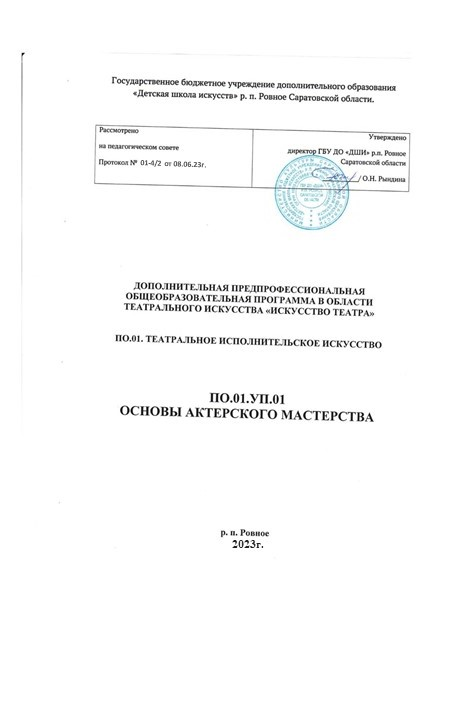 Государственное бюджетное учреждение дополнительного образования
«Детская школа искусств» р. п. Ровное Саратовской области.
Рассмотрено
на педагогическом совете
Протокол № 01-4/2 от 08.06.23г.
Утверждено
директор ГБУ ДО «ДШИ» р.п. Ровное
Саратовской области
/ О.Н. Рындина
ДОПОЛНИТЕЛЬНАЯ ПРЕДПРОФЕССИОНАЛЬНАЯ
ОБЩЕОБРАЗОВАТЕЛЬНАЯ ПРОГРАММА В ОБЛАСТИ
ТЕАТРАЛЬНОГО ИСКУССТВА «ИСКУССТВО ТЕАТРА»
ПО.01. ТЕАТРАЛЬНОЕ ИСПОЛНИТЕЛЬСКОЕ ИСКУССТВО
ПО.01.УП.01
ОСНОВЫ АКТЕРСКОГО МАСТЕРСТВА
р. п. Ровное
2023г.